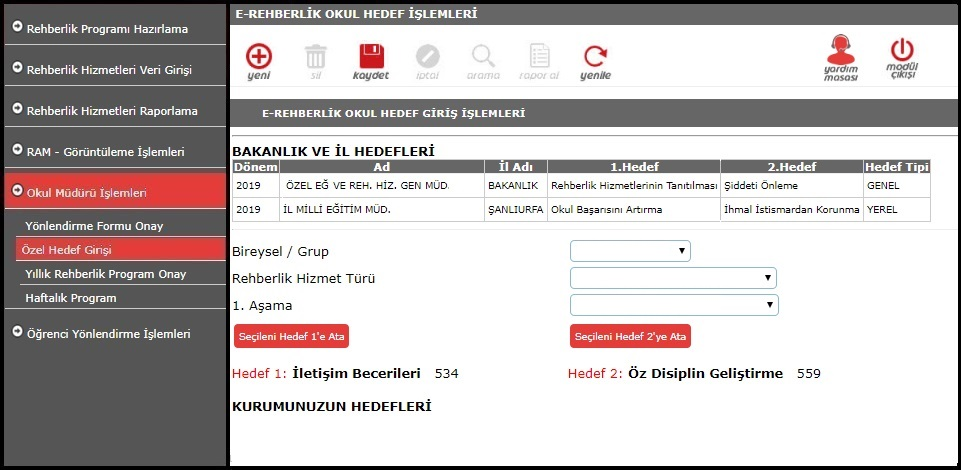 Rehberlik Programı Hazırlama
Rehberlik Hizmetleri Veri Girişi
Rehberlik Hizmetleri Raporlama
RAM - Görüntüleme İşlemleri
Okul Müdürü İşlemleri
Yönlendirme Formu Onay
Özel Hedef Girişi
Yıllık Rehberlik Program Onay
Haftalık Program
Öğrenci Yönlendirme İşlemleri
E-REHBERLİK OKUL HEDEF İŞLEMLERİ
yeni sil kaydet iptal arama rapor al yenile yardım masası modül çıkışı
E-REHBERLİK OKUL HEDEF GİRİŞ İŞLEMLERİ
BAKANLIK VE İL HEDEFLERİ
Dönem Ad İl Adı 1.Hedef 2.Hedef Hedef Tipi
2019 ÖZEL EĞ VE REH. HİZ. GEN MÜD. BAKANLIK Rehberlik Hizmetlerinin Tanıtılması Şiddeti Önleme GENEL
2019 İL MİLLİ EĞİTİM MÜD. ŞANLIURFA Okul Başarısını Artırma İhmal İstismardan Korunma YEREL
Bireysel / Grup
Rehberlik Hizmet Türü
1. Aşama
Seçileni Hedef 1'e Ata Seçileni Hedef 2'ye Ata
Hedef 1: İletişim Becerileri 534 Hedef 2: Öz Disiplin Geliştirme 559
KURUMUNUZUN HEDEFLERİ